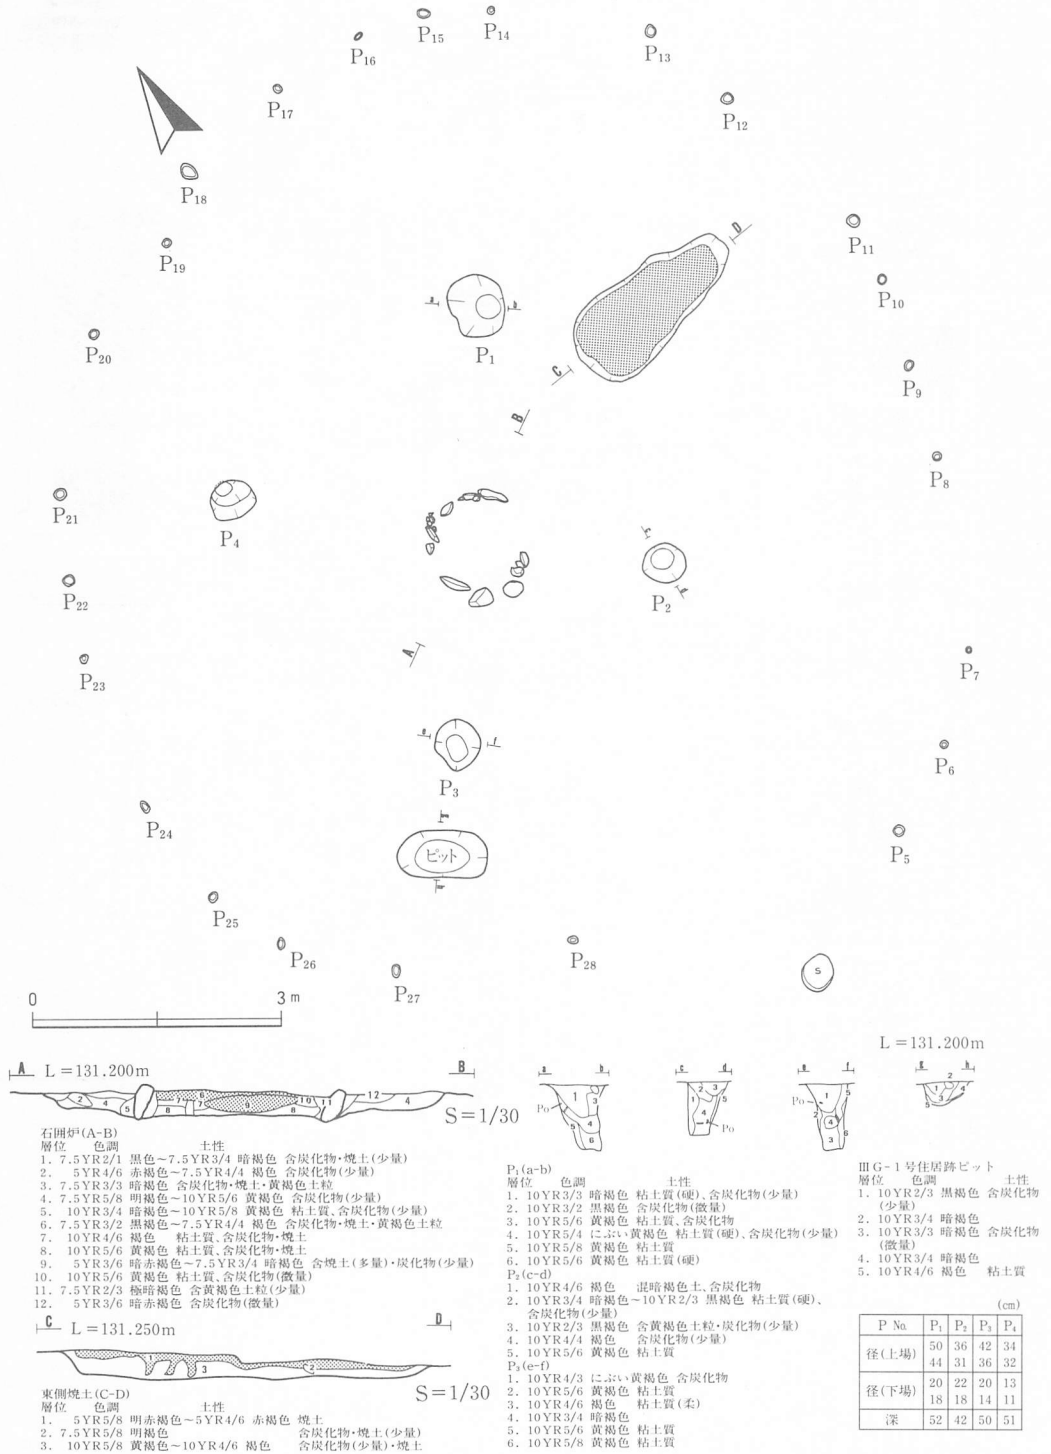 P15
P14
P16
P13
P17
P12
P18
P11
P19
D
P10
a
b
P1
P20
C
P9
B
P8
P21
P4
c
d
P2
P22
P23
A
P7
e
f
P3
P6
P24
ピット
P5
P25
P26
P27
P28
S
0
3m
L=131.200m
A
L=131.200m
B
S=1/30
石囲炉(A-B)
層位 色調 土性
1. 7.5YR2/1 黒色~7.5YR3/4 暗褐色 含炭化物・焼土(少量)
2. 5YR4/6 赤褐色~7.5YR4/4 褐色 含炭化物(少量)
3. 7.5YR3/3 暗褐色 含炭化物・焼土・黄褐色土粒
4. 7.5YR5/8 明褐色~10YR5/6 黄褐色 含炭化物(少量)
5. 10YR3/4 暗褐色~10YR5/8 黄褐色 粘土質、含炭化物(少量)
6. 7.5YR3/2 黒褐色~7.5YR4/4 褐色 含炭化物・焼土・黄褐色土粒
7. 10YR4/6 褐色 粘土質、含炭化物・焼土
8. 10YR5/6 黄褐色 粘土質、含炭化物・焼土
9. 5YR3/6 暗赤褐色~7.5YR3/4 暗褐色 含焼土(多量)・炭化物(少量)
10. 10YR5/6 黄褐色 粘土質、含炭化物(微量)
11. 7.5YR2/3 極暗褐色 含黄褐色土粒(少量)
12. 5YR3/6 暗赤褐色 含炭化物(微量)
C
L=131.250m
D
S=1/30
東側焼土(C-D)
層位 色調 土性
1. 5YR5/8 明赤褐色~5YR4/6 赤褐色 焼土
2. 7.5YR5/8 明褐色 含炭化物・焼土(少量)
3. 10YR5/8 黄褐色~10YR4/6 褐色 含炭化物(少量)・焼土
a b
Po
c d
Po
e f
Po
g h
P1(a-b)
層位 色調 土性
1. 10YR3/3 暗褐色 粘土質(硬)、含炭化物(少量)
2. 10YR3/2 黒褐色 含炭化物(微量)
3. 10YR5/6 黄褐色 粘土質、含炭化物
4. 10YR5/4 にぶい黄褐色 粘土質(硬)、含炭化物(少量)
5. 10YR5/8 黄褐色 粘土質
6. 10YR5/6 黄褐色 粘土質(硬)
P2(c-d)
1. 10YR4/6 褐色 混暗褐色土、含炭化物
2. 10YR3/4 暗褐色~10YR2/3 黒褐色 粘土質(硬)、
含炭化物(少量)
3. 10YR2/3 黒褐色 含黄褐色土粒・炭化物(少量)
4. 10YR4/4 褐色 含炭化物(少量)
5. 10YR5/6 黄褐色 粘土質
P3(e-f)
1. 10YR4/3 にぶい黄褐色 含炭化物
2. 10YR5/6 黄褐色 粘土質
3. 10YR4/6 褐色 粘土質(柔)
4. 10YR3/4 暗褐色
5. 10YR5/6 黄褐色 粘土質
6. 10YR5/8 黄褐色 粘土質
ⅢG-1号住居跡ピット
層位 色調 土性
1. 10YR2/3 黒褐色 含炭化物
(少量)
2. 10YR3/4 暗褐色
3. 10YR3/3 暗褐色 含炭化物
(微量)
4. 10YR3/4 暗褐色
5. 10YR4/6 褐色 粘土質
(cm)
P No. P1 P2 P3 P4
径(上場) 50 36 42 34
44 31 36 32
径(下場) 20 22 20 13
18 18 14 11
深 52 42 50 51